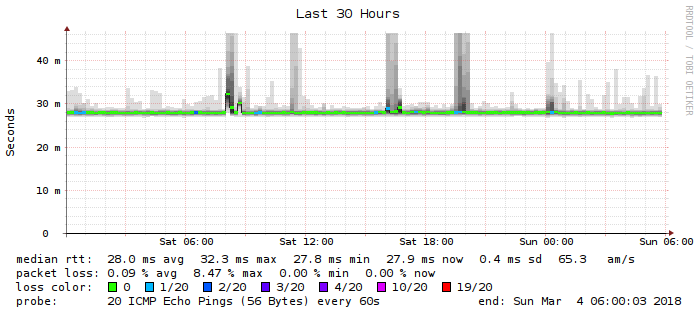 Last 30 Hours
RRDTOOL / TOBI OETIKER
Seconds
40 m
30 m
20 m
10 m
0
Sat 06:00 Sat 12:00 Sat 18:00 Sun 00:00 Sun 06:00
median rtt: 28.0 ms avg 32.3 ms max 27.8 ms min 27.9 ms now 0.4 ms sd 65.3 am/s
packet loss: 0.09 % avg 8.47 % max 0.00 % min 0.00 % now
loss color: 0 1/20 2/20 3/20 4/20 10/20 19/20
probe: 20 ICMP Echo Pings (56 Bytes) every 60s end: Sun Mar 4 06:00:03 2018